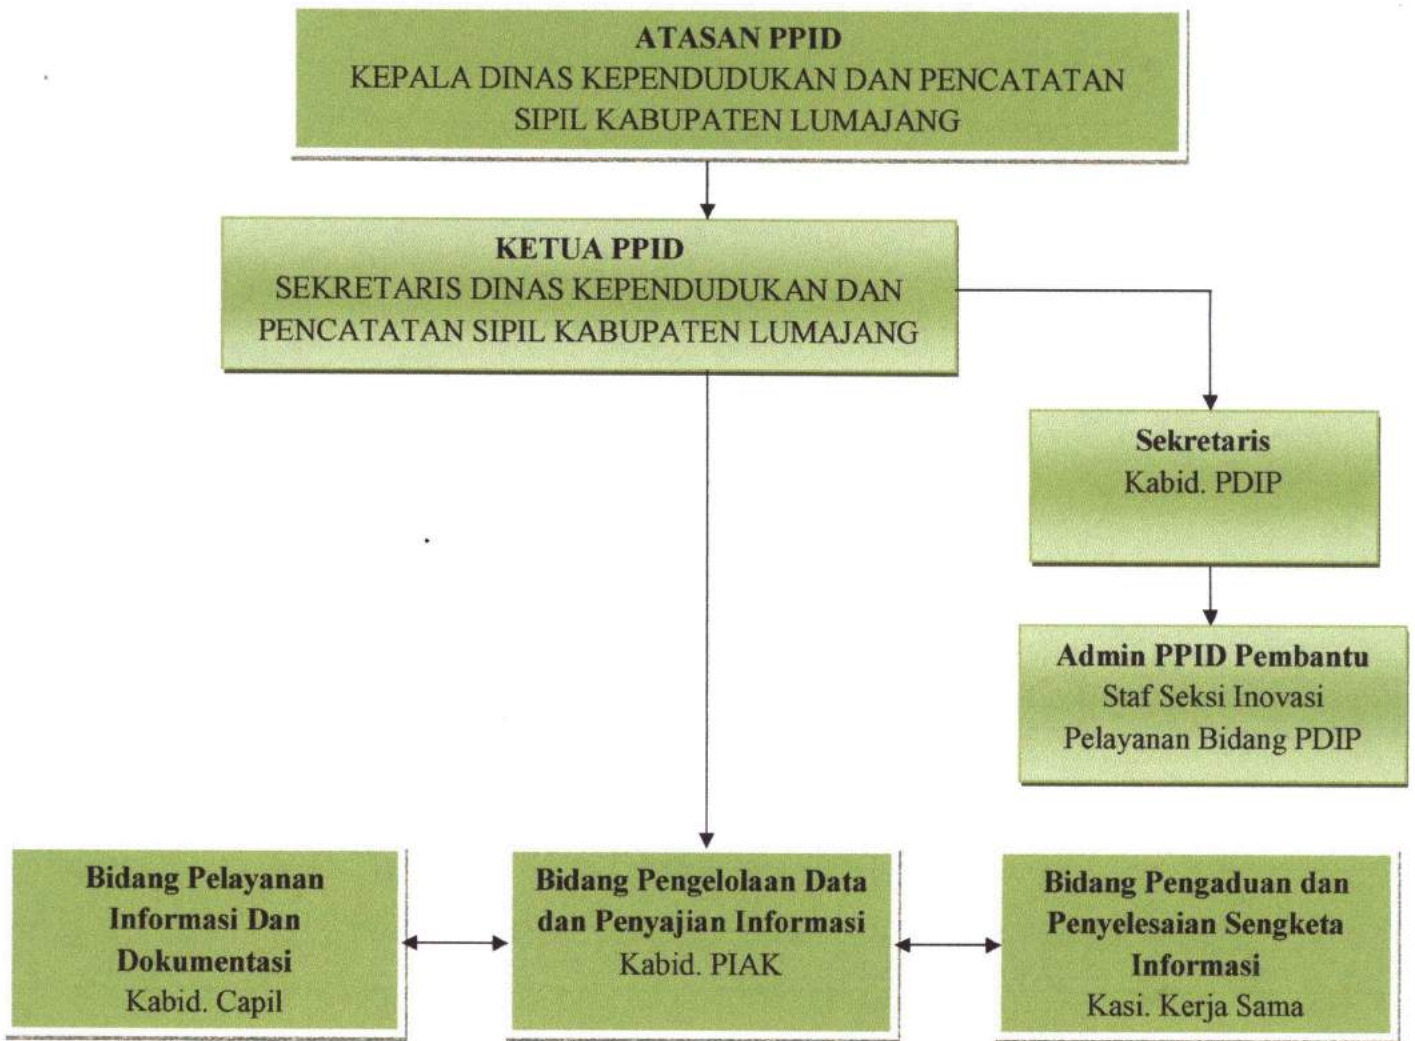 ATASAN PPID
KEPALA DINAS KEPENDUDUKAN DAN PENCATATAN
SIPIL KABUPATEN LUMAJANG
KETUA PPID
SEKRETARIS DINAS KEPENDUDUKAN DAN
PENCATATAN SIPIL KABUPATEN LUMAJANG
Sekretaris
Kabid. PDIP
Admin PPID Pembantu
Staf Seksi Inovasi
Pelayanan Bidang PDIP
Bidang Pelayanan
Informasi Dan
Dokumentasi
Kabid. Capil
Bidang Pengelolaan Data
dan Penyajian Informasi
Kabid. PIAK
Bidang Pengaduan dan
Penyelesaian Sengketa
Informasi
Kasi. Kerja Sama